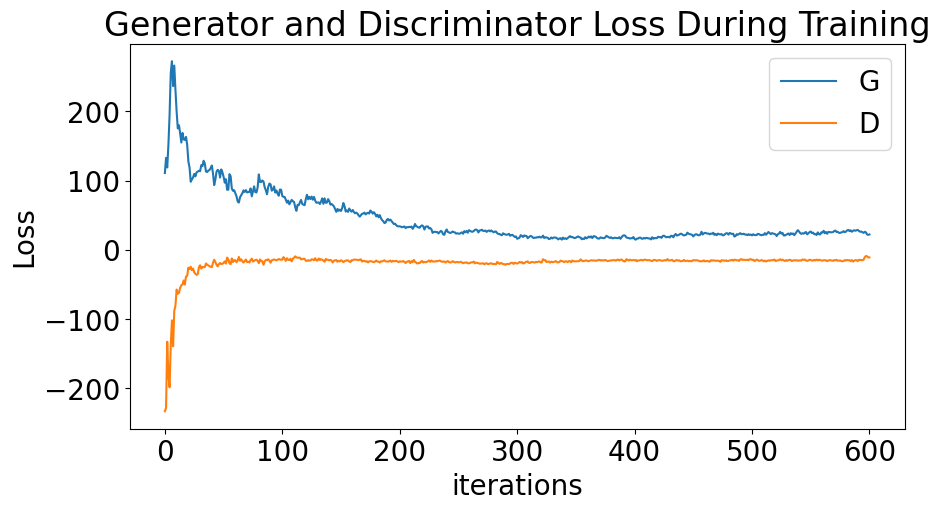 Generator and Discriminator Loss During Training
G
D
Loss
200
100
0
−100
−200
0 100 200 300 400 500 600
iterations